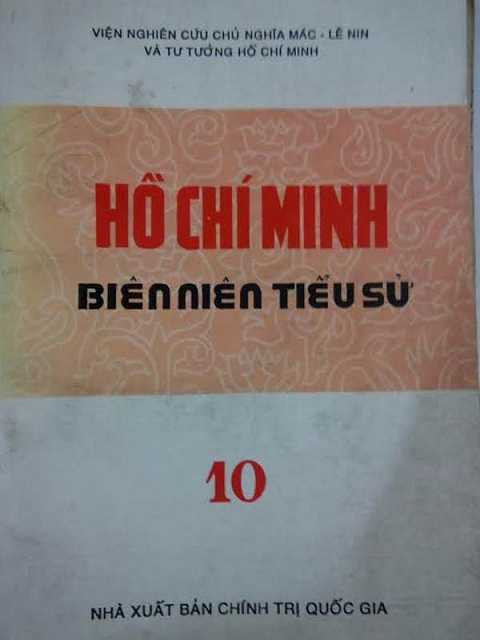 VIỆN NGHIÊN CỨU CHỦ NGHĨA MÁC - LÊ NIN
VÀ TƯ TƯỞNG HỒ CHÍ MINH
HỒ CHÍ MINH
BIÊN NIÊN TIỂU SỬ
10
NHÀ XUẤT BẢN CHÍNH TRỊ QUỐC GIA